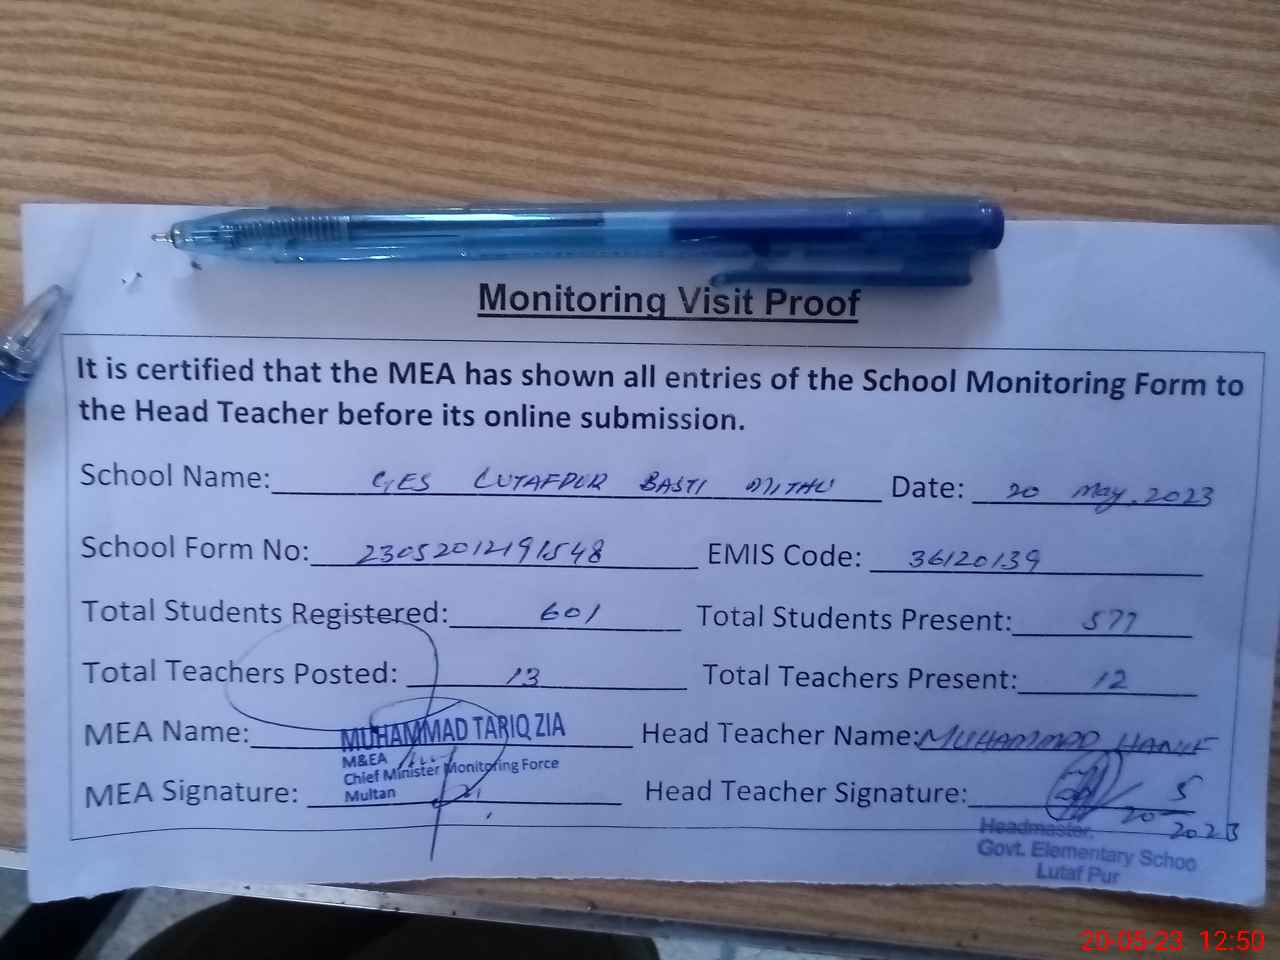 Monitoring Visit Proof
It is certified that the MEA has shown all entries of the School Monitoring Form to
the Head Teacher before its online submission.
School Name: GES LUTAFPUR BASTI MITHU Date: 20 May, 2023
School Form No: 23052012191548 EMIS Code: 36120139
Total Students Registered: 601 Total Students Present: 577
Total Teachers Posted: 13 Total Teachers Present: 12
MEA Name: MUHAMMAD TARIQ ZIA Head Teacher Name: MUHAMMAD HANIF
M&EA
Chief Minister Monitoring Force
Multan
MEA Signature: Head Teacher Signature:
20 5 2023
Headmaster,
Govt. Elementary Schoo
Lutaf Pur
20-05-23 12:50